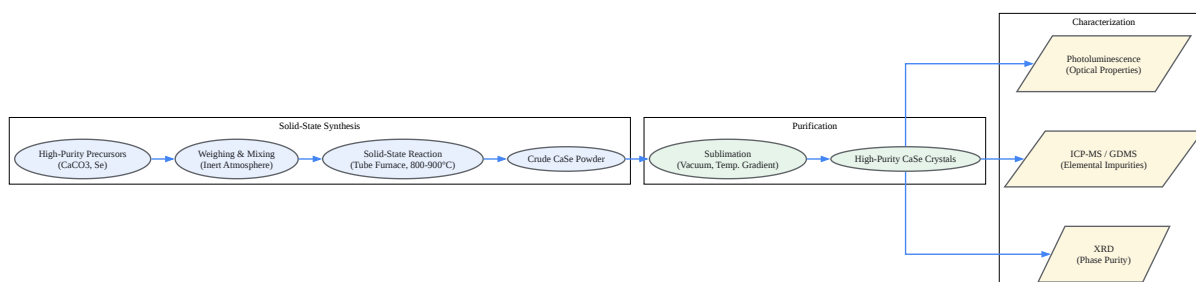 Solid-State Synthesis
High-Purity Precursors
(CaCO3, Se)
Weighing & Mixing
(Inert Atmosphere)
Solid-State Reaction
(Tube Furnace, 800-900°C)
Crude CaSe Powder
Purification
Sublimation
(Vacuum, Temp. Gradient)
High-Purity CaSe Crystals
Characterization
Photoluminescence
(Optical Properties)
ICP-MS / GDMS
(Elemental Impurities)
XRD
(Phase Purity)